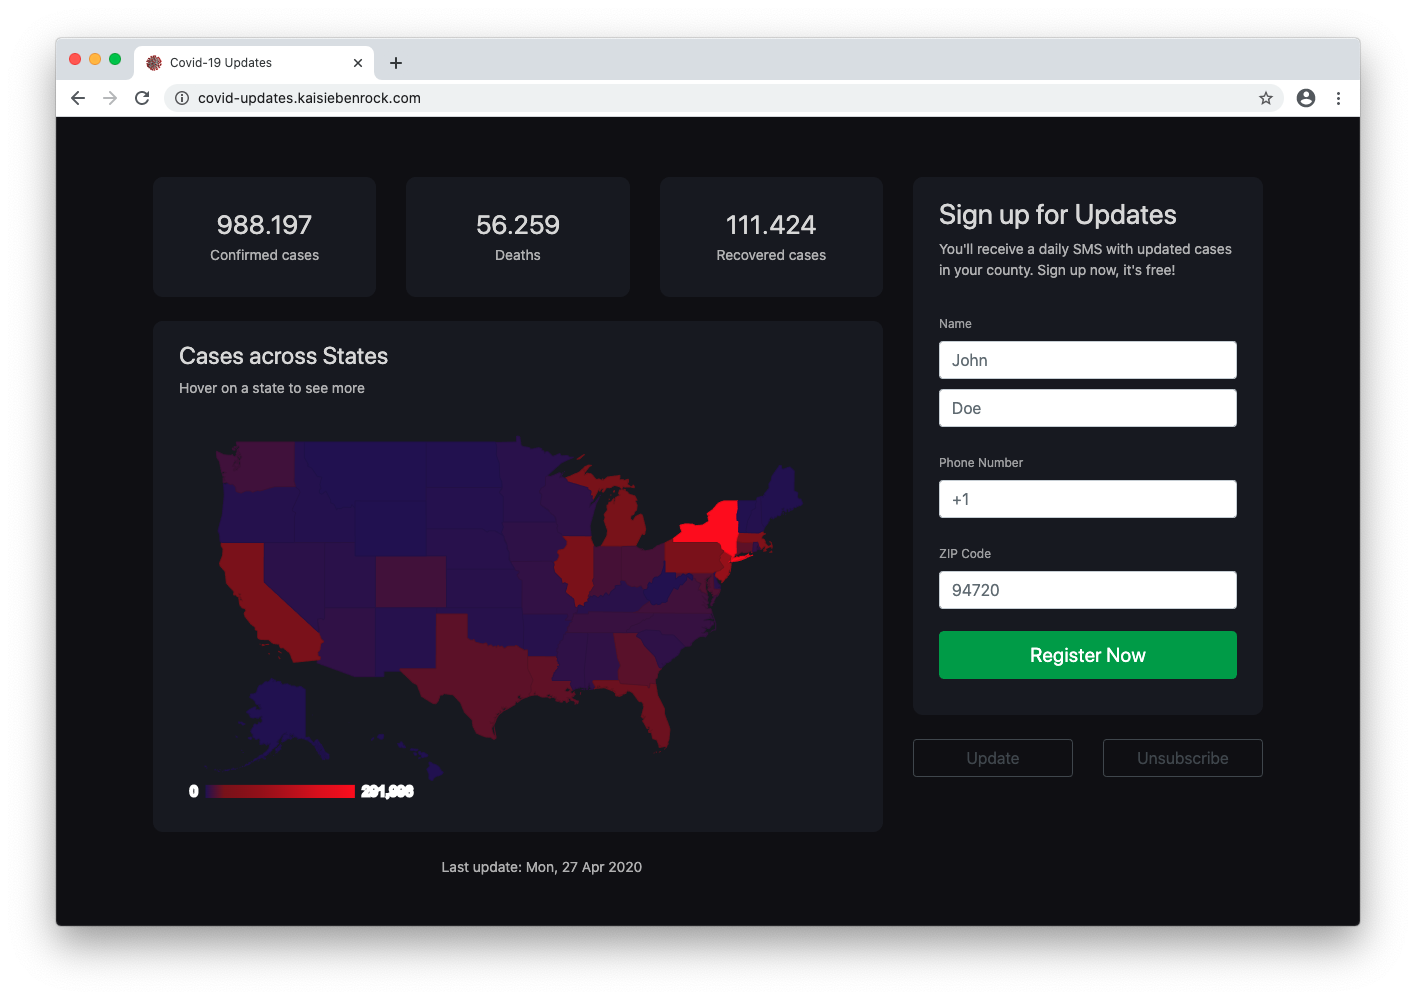 Covid-19 Updates
covid-updates.kaisiebenrock.com
988.197
Confirmed cases
56.259
Deaths
111.424
Recovered cases
Cases across States
Hover on a state to see more
0
Last update: Mon, 27 Apr 2020
Sign up for Updates
You'll receive a daily SMS with updated cases
in your county. Sign up now, it's free!
Name
John
Doe
Phone Number
+1
ZIP Code
94720
Register Now
Update
Unsubscribe